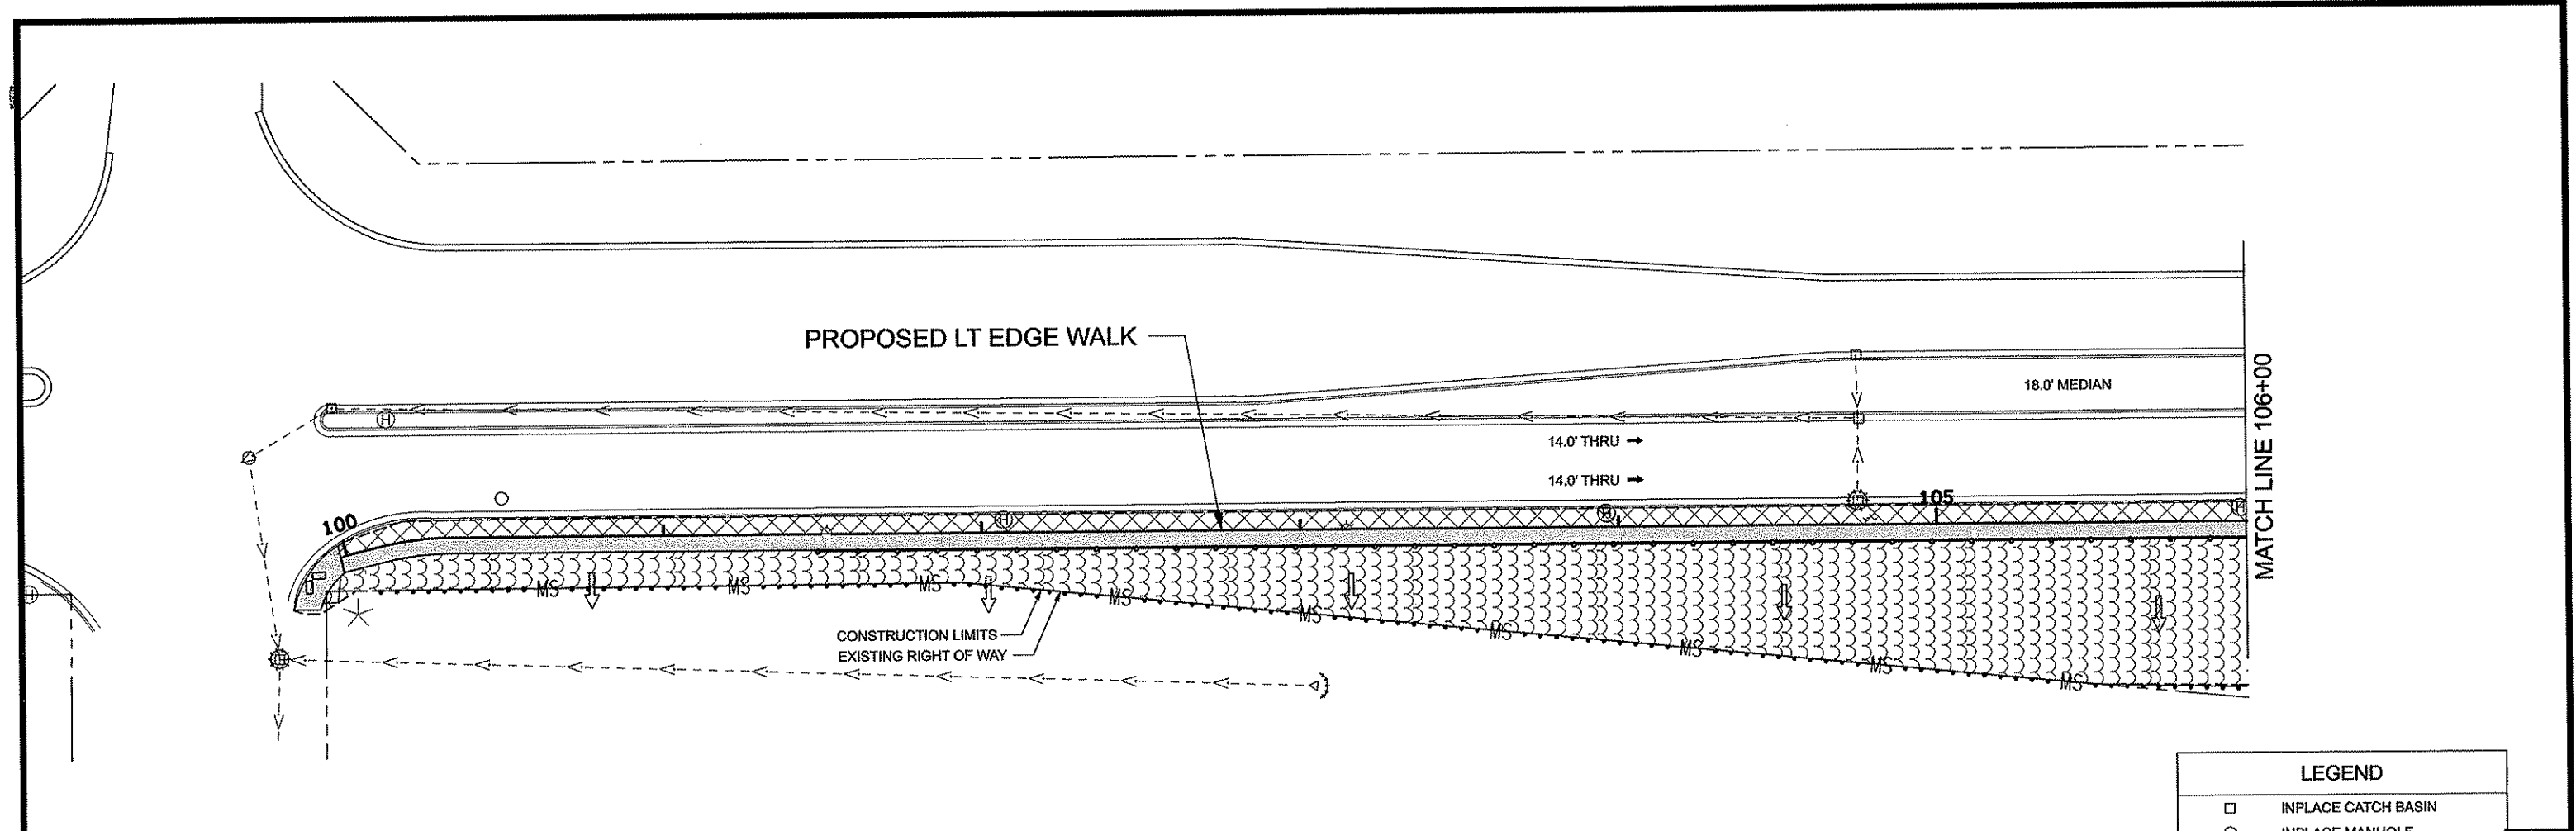 PROPOSED LT EDGE WALK
18.0' MEDIAN
14.0' THRU
14.0' THRU
MATCH LINE 106+00
100
105
H
H
H
H
H
MS
MS
MS
MS
MS
MS
MS
MS
MS
CONSTRUCTION LIMITS
EXISTING RIGHT OF WAY
LEGEND
INPLACE CATCH BASIN
INPLACE MANHOLE